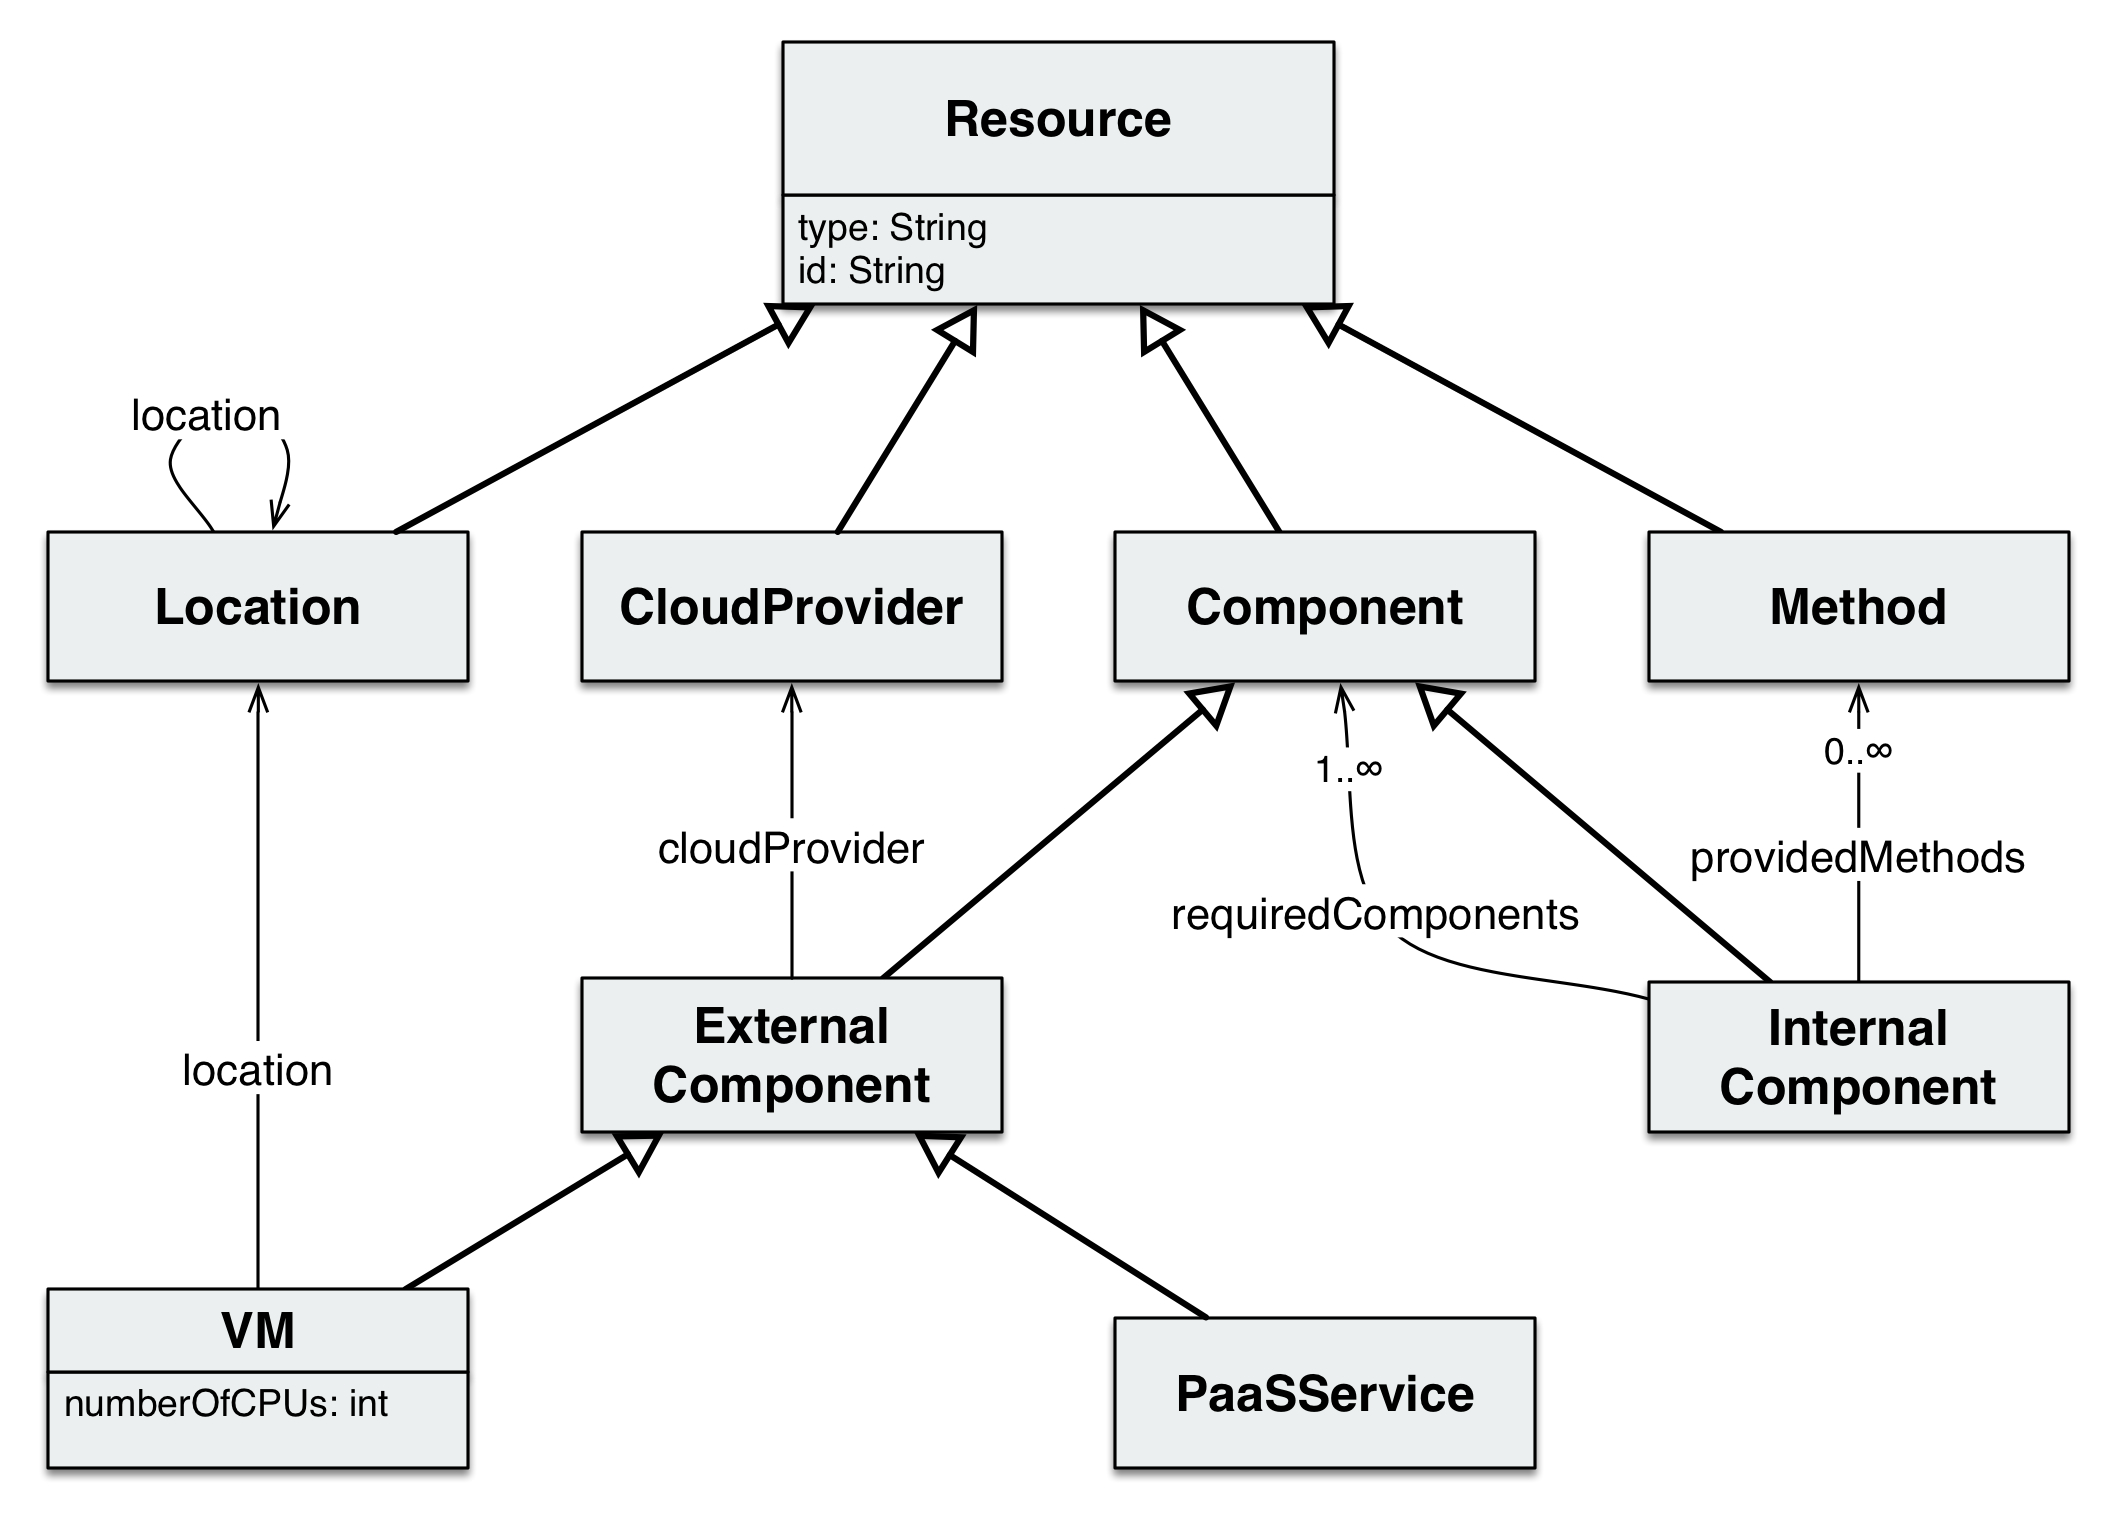 Resource
type: String
id: String
location
Location
CloudProvider
Component
Method
1..∞
0..∞
cloudProvider
providedMethods
requiredComponents
location
External
Component
Internal
Component
VM
numberOfCPUs: int
PaaSService